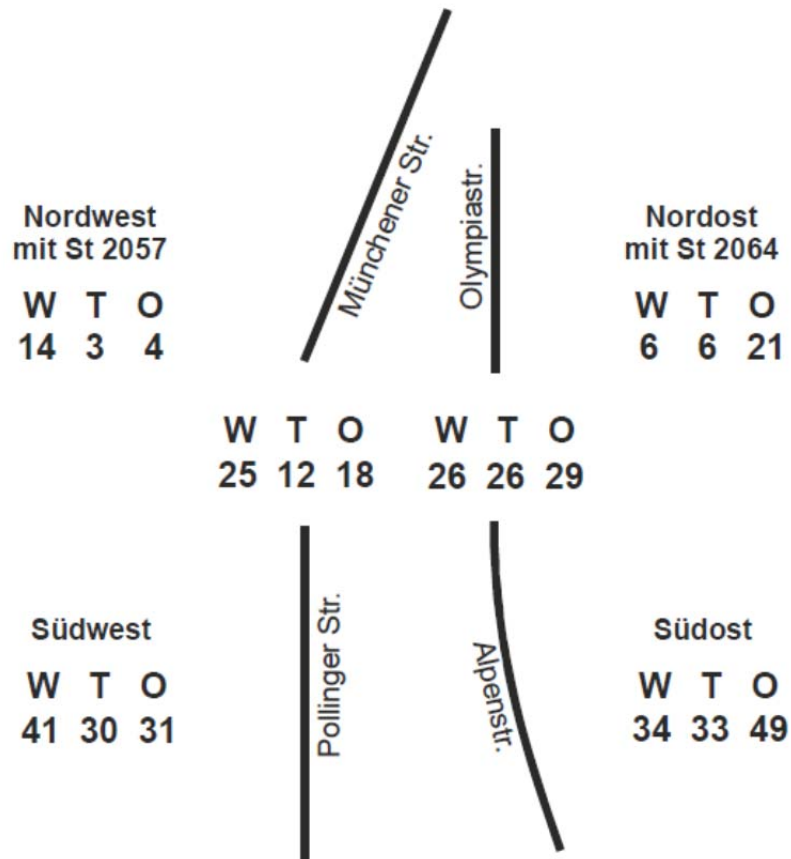 Münchener Str.
Olympiastr.
Nordwest
mit St 2057
W T O
14 3 4
Nordost
mit St 2064
W T O
6 6 21
W T O
25 12 18
W T O
26 26 29
Südwest
W T O
41 30 31
Pollinger Str.
Alpenstr.
Südost
W T O
34 33 49